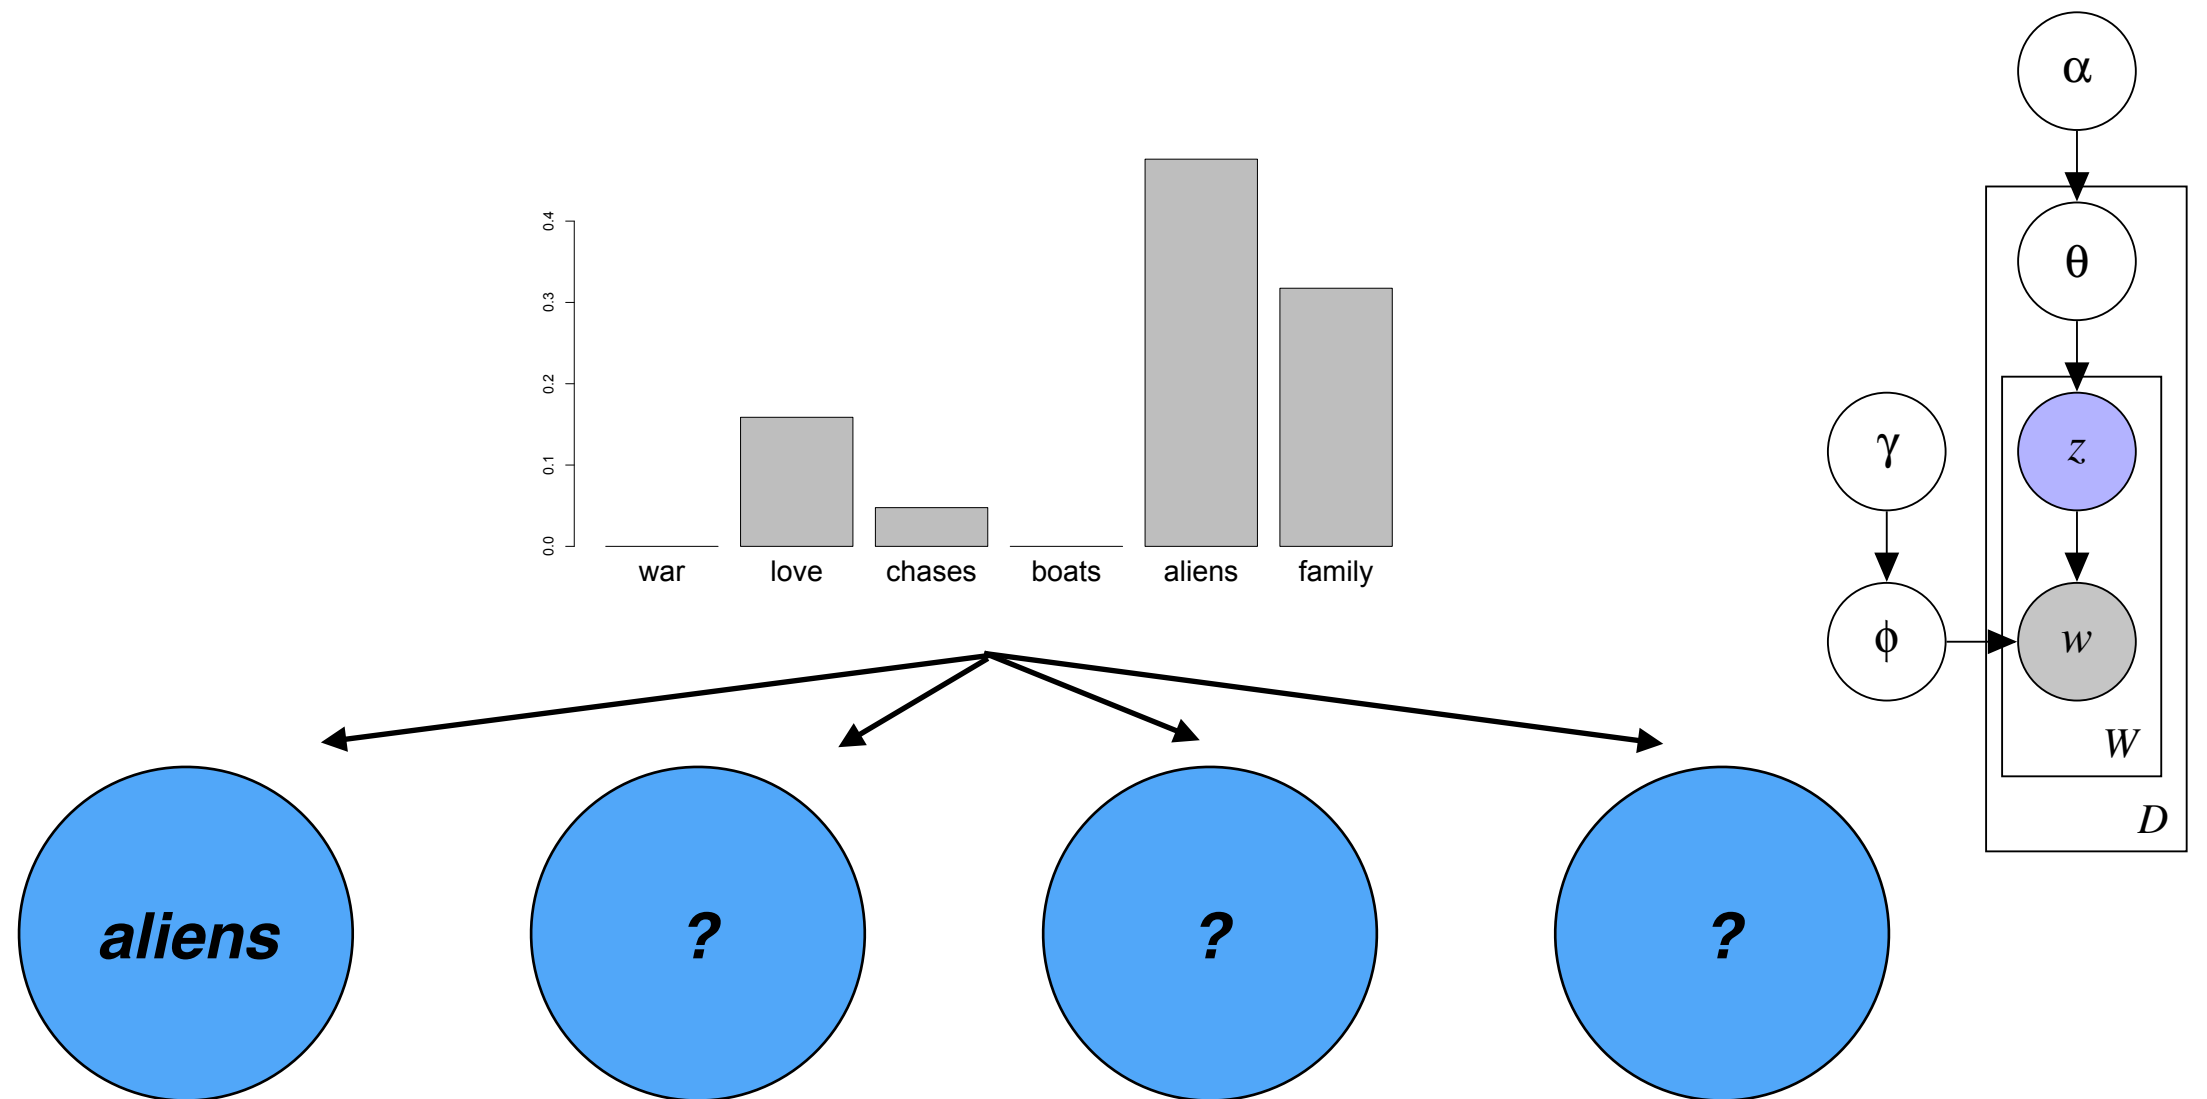 α
θ
0.4
0.3
0.2
0.1
0.0
war love chases boats aliens family
γ
z
ϕ
w
W
D
aliens ? ? ?